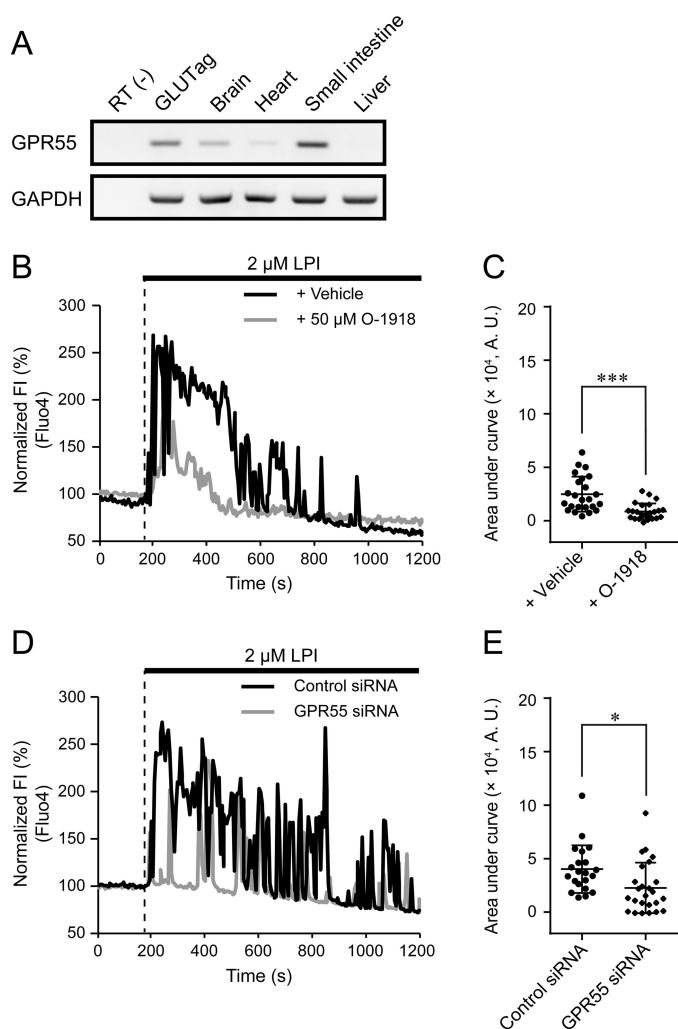 A
RT (-)
GLUTag
Brain
Heart
Small intestine
Liver
GPR55
GAPDH
B
2 µM LPI
+ Vehicle
+ 50 µM O-1918
300
250
200
150
100
50
Normalized FI (%)
(Fluo4)
0
200
400
600
800
1000
1200
Time (s)
C
20
15
10
5
0
Area under curve (× 10⁴, A. U.)
***
+ Vehicle
+ O-1918
D
2 µM LPI
Control siRNA
GPR55 siRNA
300
250
200
150
100
50
Normalized FI (%)
(Fluo4)
0
200
400
600
800
1000
1200
Time (s)
E
20
15
10
5
0
Area under curve (× 10⁴, A. U.)
*
Control siRNA
GPR55 siRNA